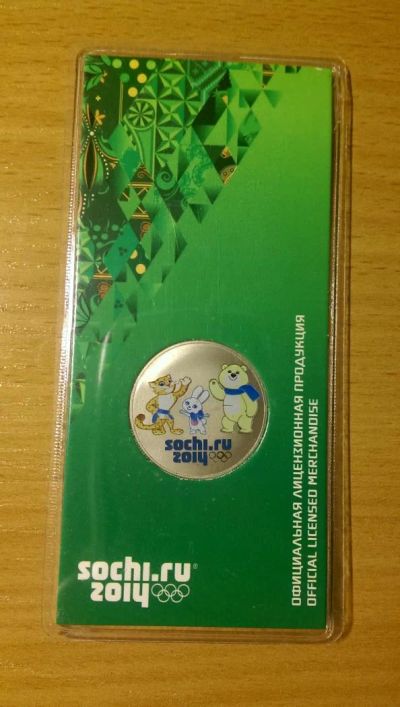 sochi.ru
2014
sochi.ru®
2014
ОФИЦИАЛЬНАЯ ЛИЦЕНЗИОННАЯ ПРОДУКЦИЯ
OFFICIAL LICENSED MERCHANDISE